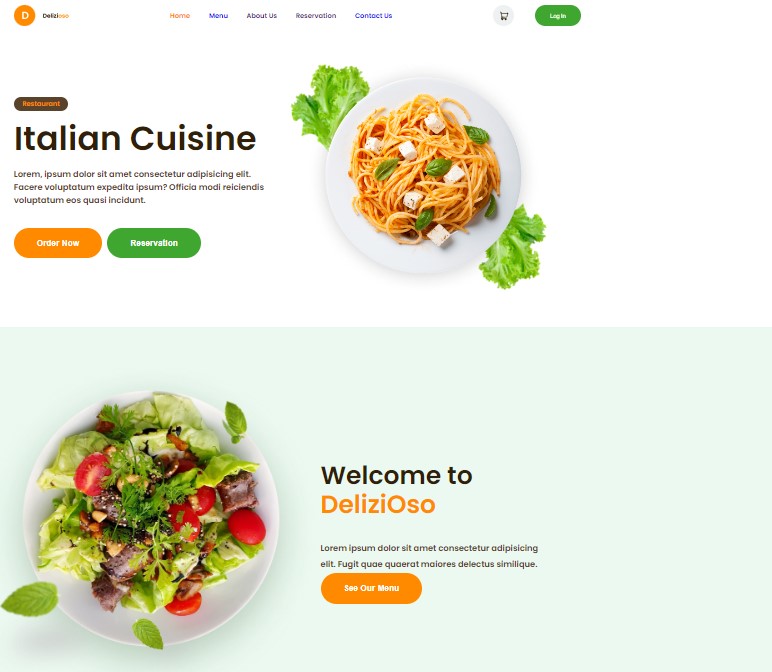 D Delizioso Home Menu About Us Reservation Contact Us Log In
Restaurant
Italian Cuisine
Lorem, ipsum dolor sit amet consectetur adipisicing elit.
Facere voluptatum expedita ipsum? Officia modi reiciendis
voluptatum eos quasi incidunt.
Order Now Reservation
Welcome to
DeliziOso
Lorem ipsum dolor sit amet consectetur adipisicing
elit. Fugit quae quaerat maiores delectus similique.
See Our Menu